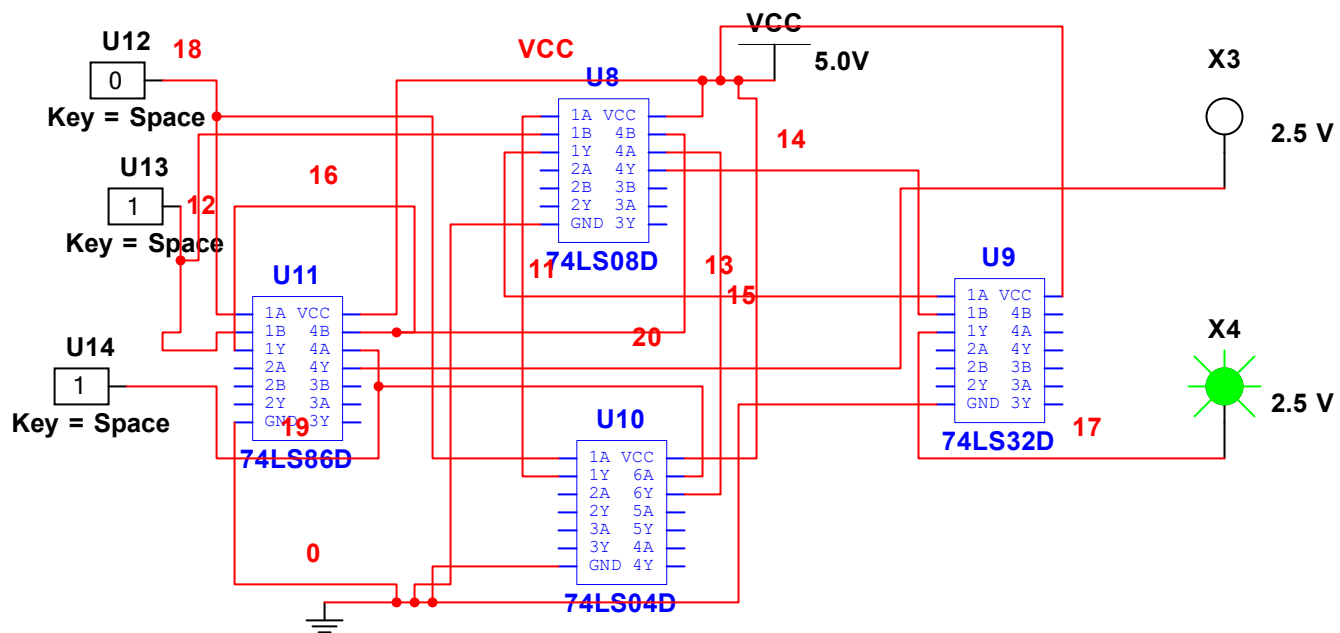 U12
18
0
Key = Space
U13
12
1
Key = Space
U14
1
Key = Space
VCC
VCC
5.0V
X3
2.5 V
X4
2.5 V
16
14
11
13
15
20
19
17
0
U8
1A VCC
1B 4B
1Y 4A
2A 4Y
2B 3B
2Y 3A
GND 3Y
74LS08D
U11
1A VCC
1B 4B
1Y 4A
2A 4Y
2B 3B
2Y 3A
GND 3Y
74LS86D
U9
1A VCC
1B 4B
1Y 4A
2A 4Y
2B 3B
2Y 3A
GND 3Y
74LS32D
U10
1A VCC
1Y 6A
2A 6Y
2Y 5A
3A 5Y
3Y 4A
GND 4Y
74LS04D